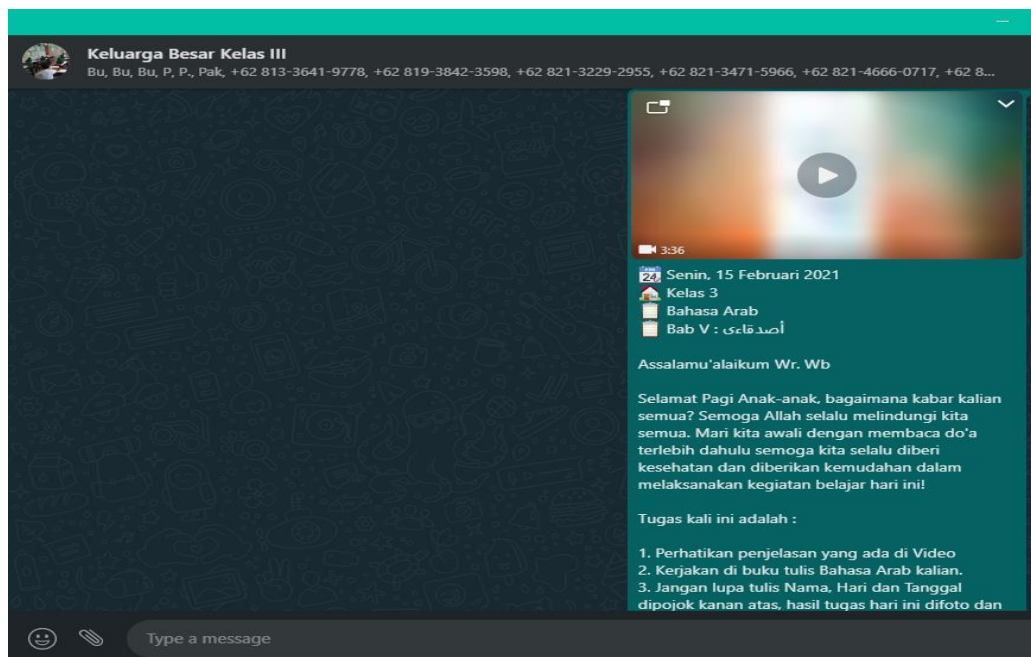 Keluarga Besar Kelas III
Bu, Bu, Bu, P, P., Pak, +62 813-3641-9778, +62 819-3842-3598, +62 821-3229-2955, +62 821-3471-5966, +62 821-4666-0717, +62 8...
3:36
24 Senin, 15 Februari 2021
Kelas 3
Bahasa Arab
Bab V : أصدقاءى
Assalamu'alaikum Wr. Wb
Selamat Pagi Anak-anak, bagaimana kabar kalian
semua? Semoga Allah selalu melindungi kita
semua. Mari kita awali dengan membaca do'a
terlebih dahulu semoga kita selalu diberi
kesehatan dan diberikan kemudahan dalam
melaksanakan kegiatan belajar hari ini!
Tugas kali ini adalah :
1. Perhatikan penjelasan yang ada di Video
2. Kerjakan di buku tulis Bahasa Arab kalian.
3. Jangan lupa tulis Nama, Hari dan Tanggal
dipojok kanan atas, hasil tugas hari ini difoto dan
Type a message